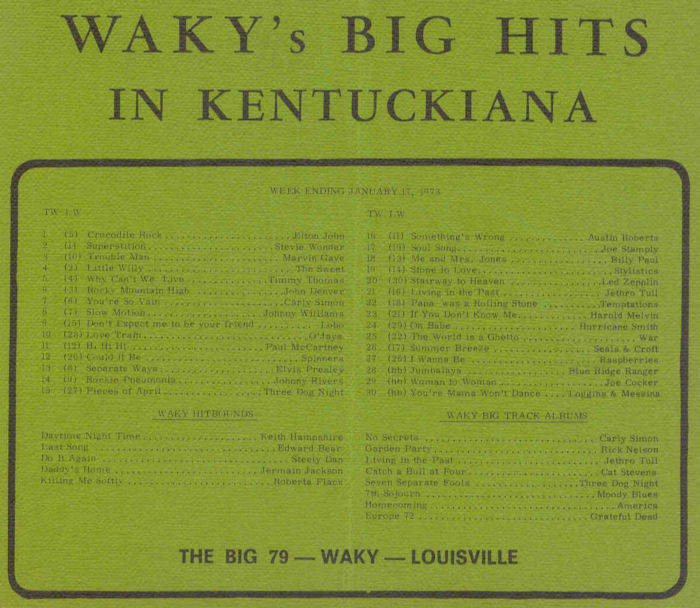 WAKY's BIG HITS
IN KENTUCKIANA
WEEK ENDING JANUARY 17, 1973
TW LW
1 (5) Crocodile Rock Jelton John
2 (1) Superstition Stevie Wonder
3 (10) Trouble Man Marvin Gaye
4 (2) Little Willy The Sweet
5 (4) Why Can't We Live Timmy Thomas
6 (3) Rocky Mountain High John Denver
7 (6) You're So Vain Carly Simon
8 (7) Slow Motion Johnny Williams
9 (15) Don't Expect me to be your friend Lobo
10 (23) Love Train O'Jays
11 (12) Hi Hi Hi Paul McCartney
12 (20) Could it Be Spinners
13 (8) Separate Ways Elvis Presley
14 (9) Rockin Pneumonia Johnny Rivers
15 (27) Pieces of April Three Dog Night
WAKY HITBOUNDS
Daytime Night Time Keith Hampshire
Last Song Edward Bear
Do It Again Steely Dan
Daddy's Home Jermain Jackson
Killing Me Softly Roberta Flack
TW LW
16 (11) Something's Wrong Austin Roberts
17 (19) Soul Song Joe Stamply
18 (13) Me and Mrs. Jones Billy Paul
19 (14) Stone in Love Stylistics
20 (30) Stairway to Heaven Led Zepplin
21 (16) Living in the Past Jethro Tull
22 (18) Papa was a Rolling Stone Temptations
23 (21) If You Don't Know Me Harold Melvin
24 (29) Oh Babe Hurricane Smith
25 (22) The World is a Ghetto War
26 (17) Summer Breeze Seals & Croft
27 (26) I Wanna Be Raspberries
28 (hb) Jambalaya Blue Ridge Ranger
29 (hb) Woman to Woman Joe Cocker
30 (hb) You're Mama Won't Dance Logging & Messina
WAKY BIG TRACK ALBUMS
No Secrets Carly Simon
Garden Party Rick Nelson
Living in the Past Jethro Tull
Catch a Bull at Four Cat Stevens
Seven Separate Fools Three Dog Night
7th Sojourn Moody Blues
Homecoming America
Europe 72 Grateful Dead
THE BIG 79 — WAKY — LOUISVILLE